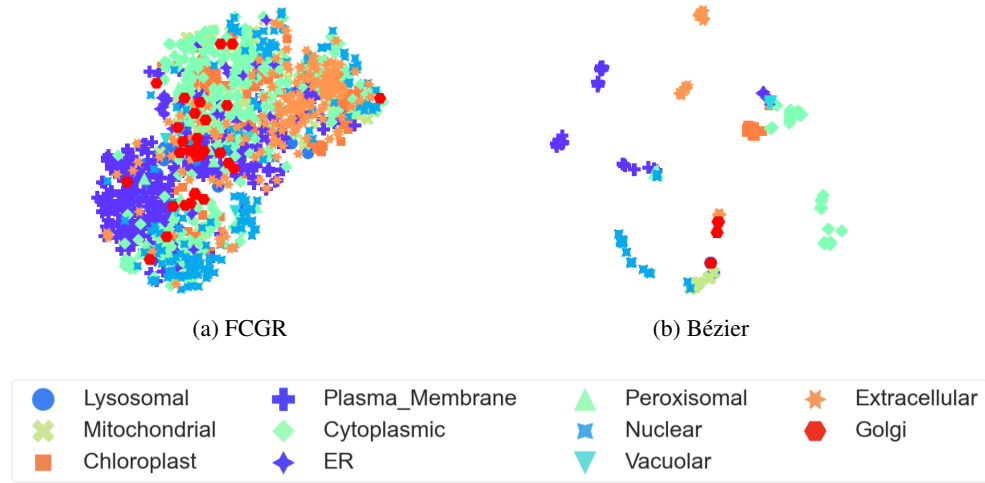 (a) FCGR
(b) Bézier
Lysosomal Plasma_Membrane Peroxisomal Extracellular
Mitochondrial Cytoplasmic Nuclear Golgi
Chloroplast ER Vacuolar